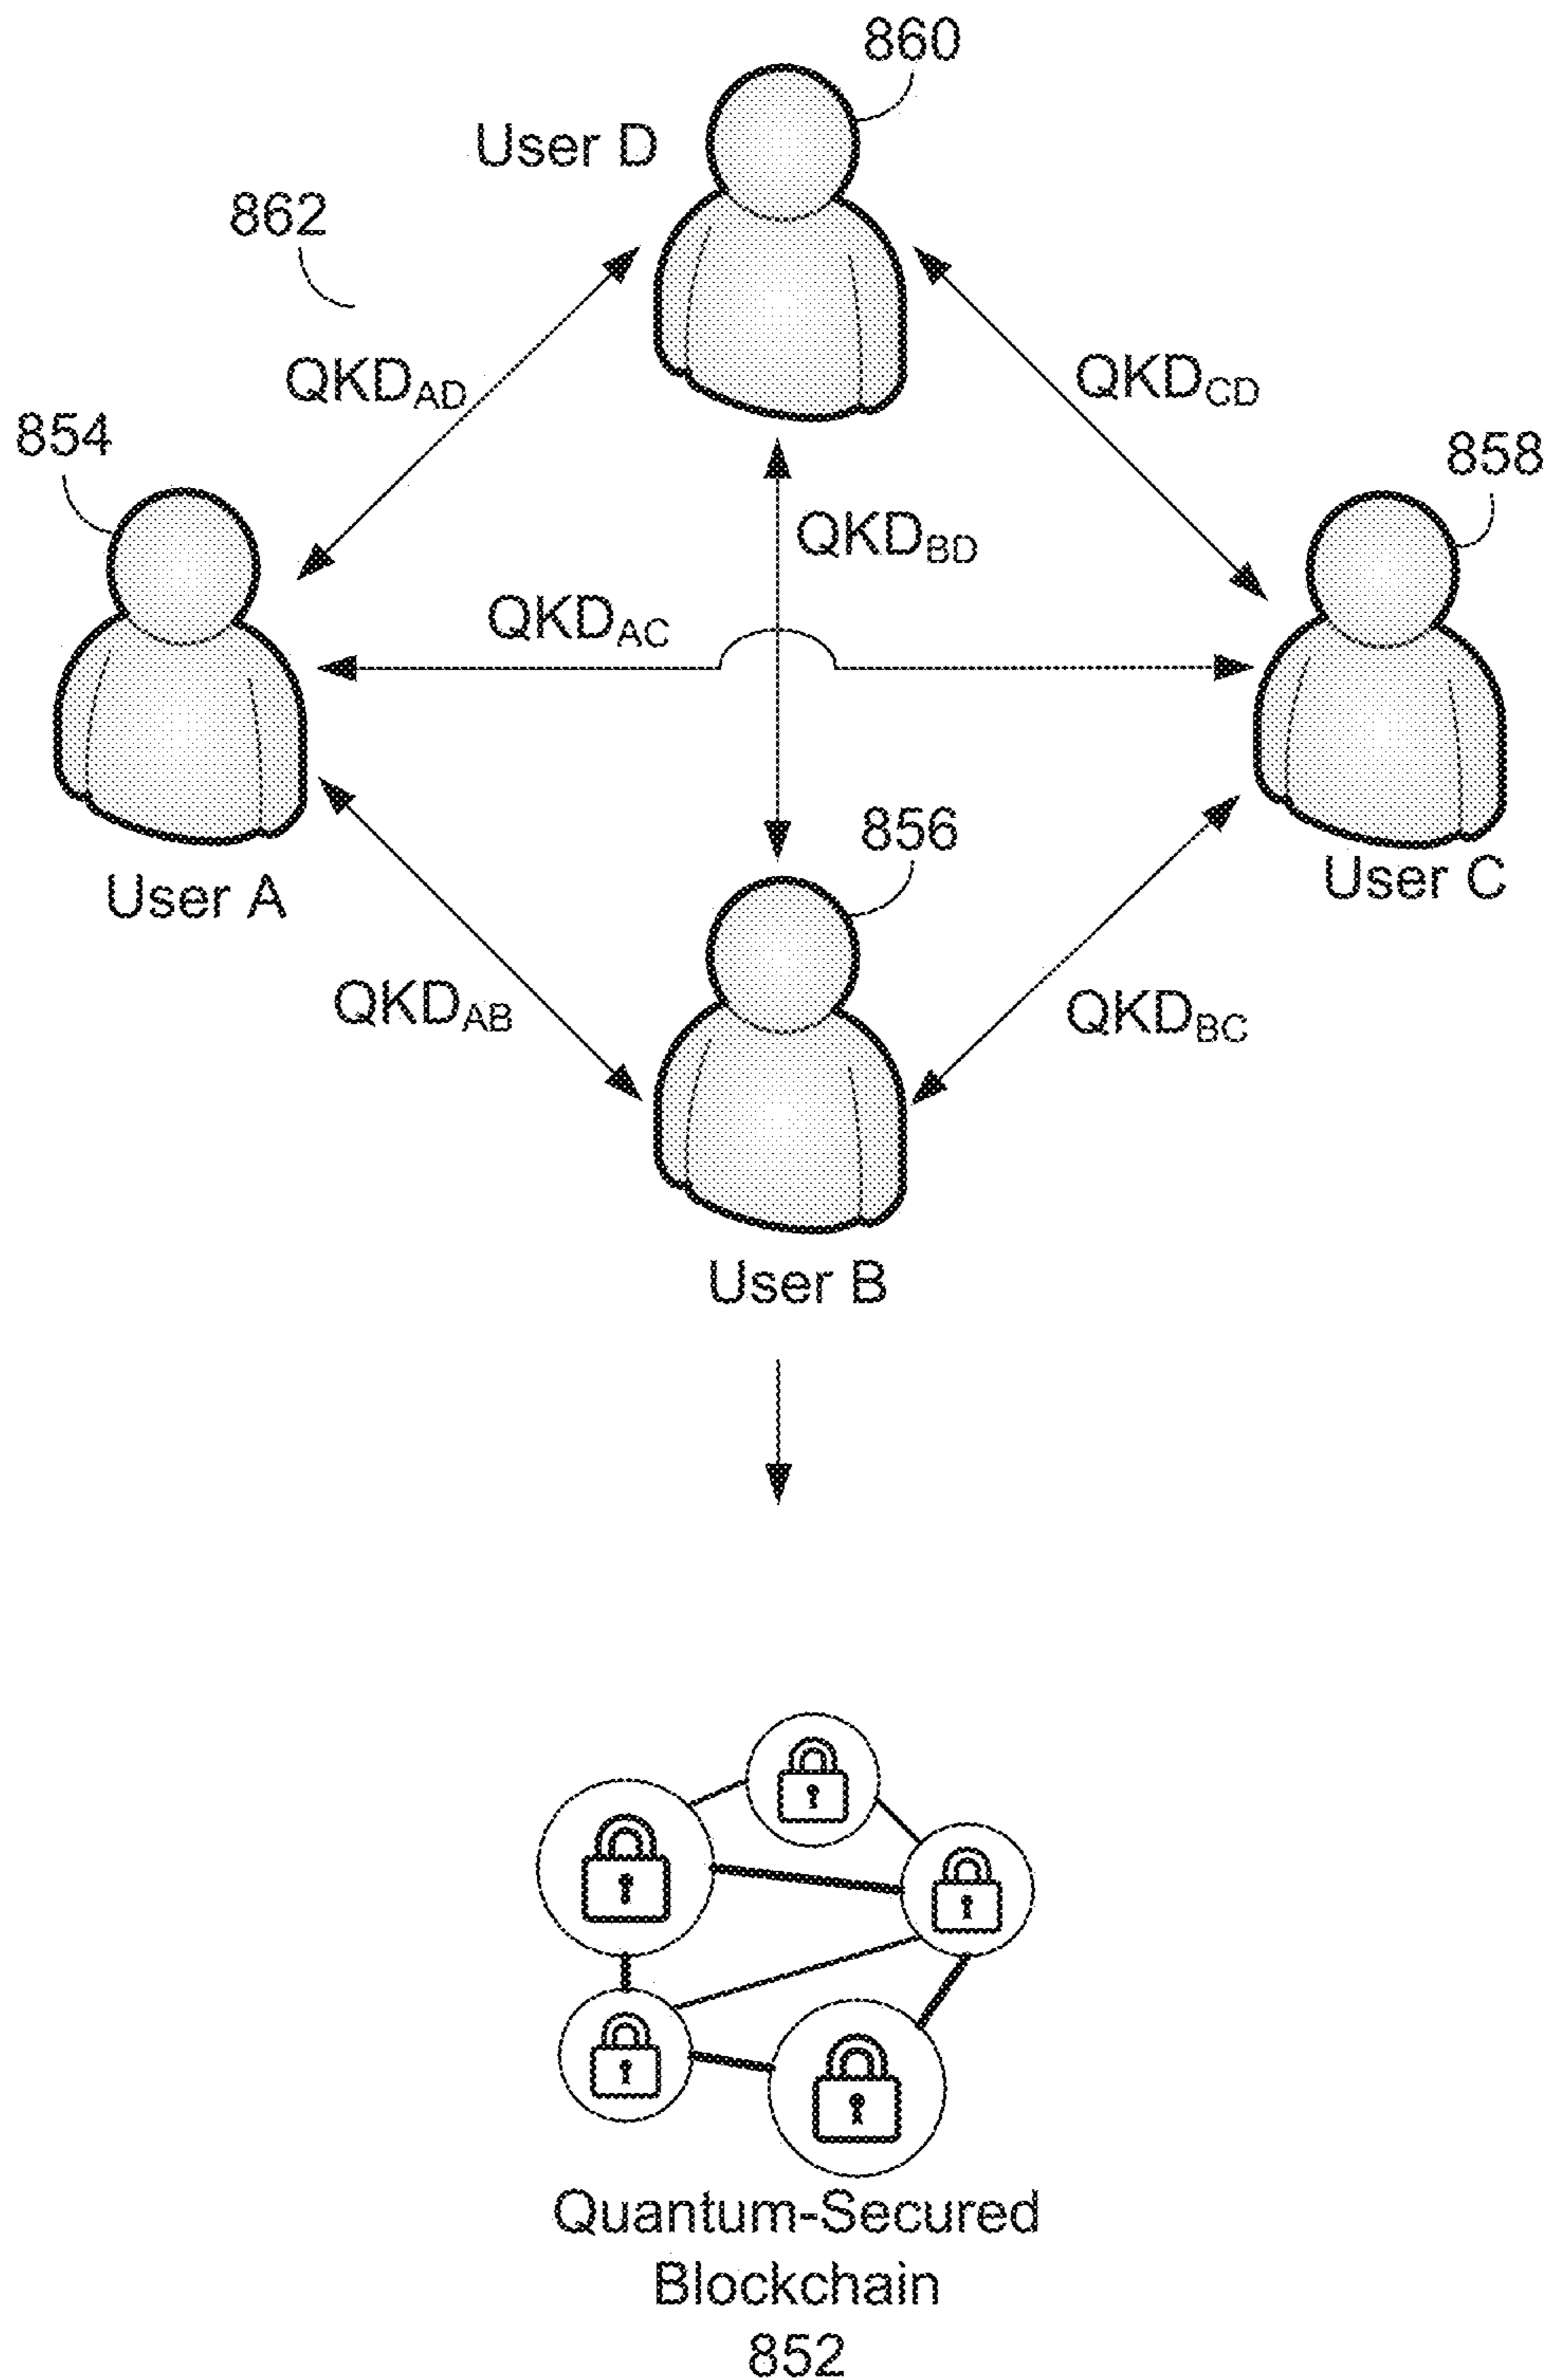 860
User D
862
QKDAD
QKDCD
854
858
QKDBD
QKDAC
856
User A
User C
QKDAB
QKDBC
User B
Quantum-Secured
Blockchain
852